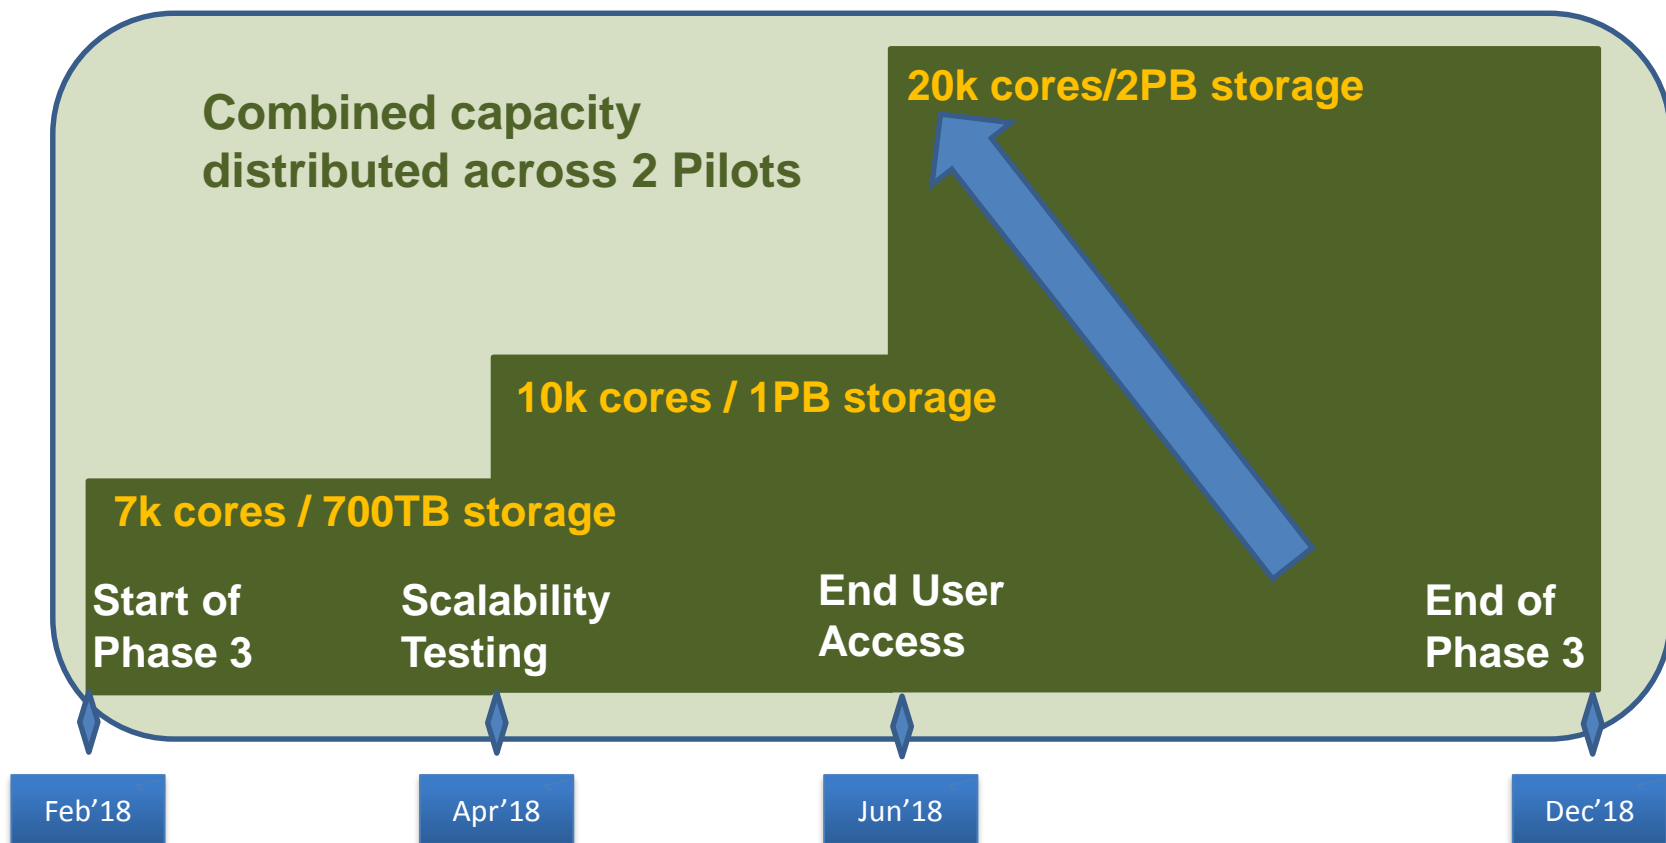 Combined capacity
distributed across 2 Pilots
20k cores/2PB storage
10k cores / 1PB storage
7k cores / 700TB storage
Start of
Phase 3
Scalability
Testing
End User
Access
End of
Phase 3
Feb’18
Apr’18
Jun’18
Dec’18